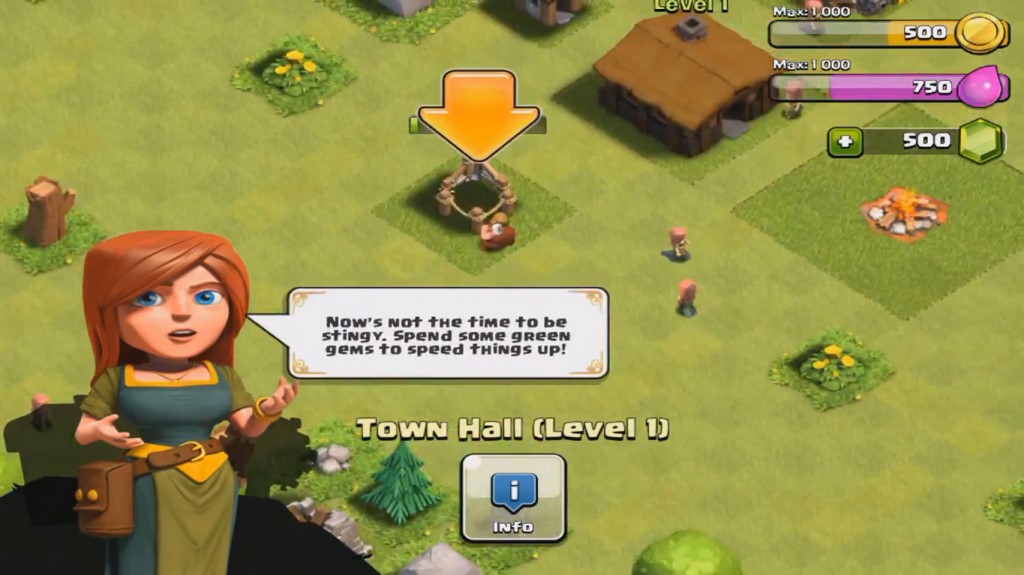 Level 1
Max: 1 000
500
Max: 1 000
750
500
Now's not the time to be
stingy. Spend some green
gems to speed things up!
Town Hall (Level 1)
Info